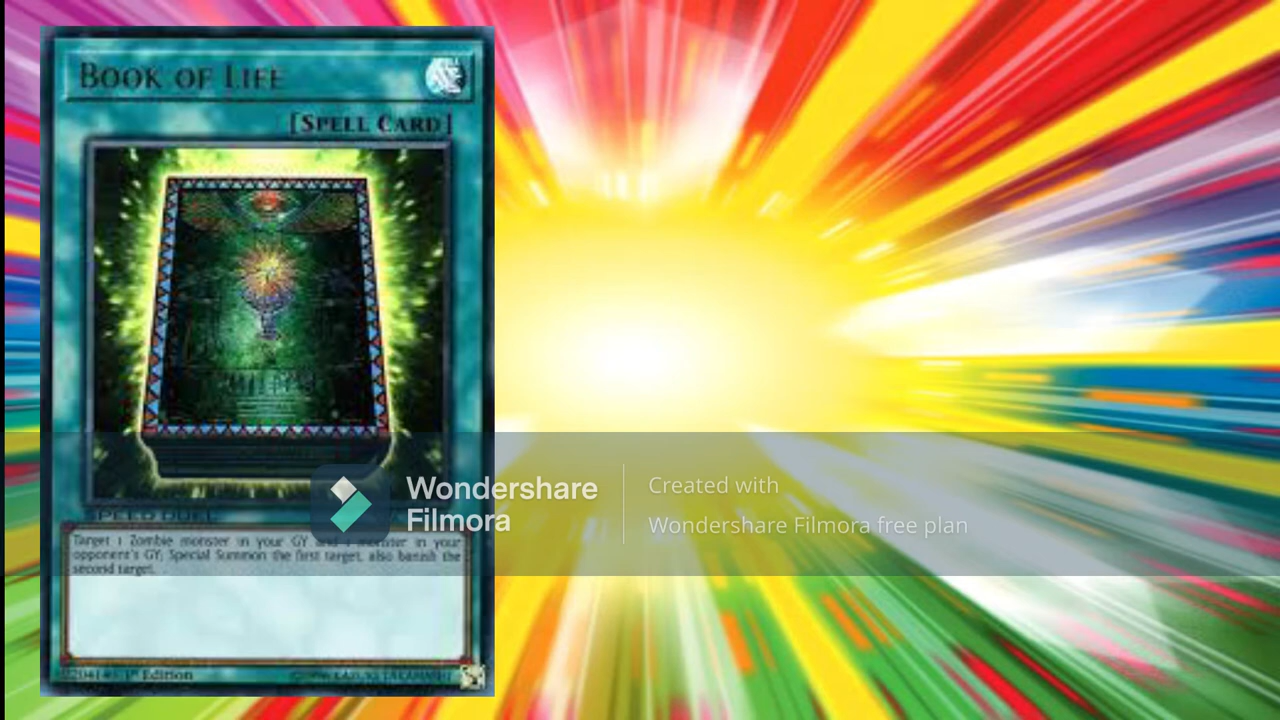 Book of Life
[Spell Card]
SPEED DUEL
Target 1 Zombie monster in your GY and 1 monster in your
opponent's GY; Special Summon the first target, also banish the
second target.
1st Edition
Wondershare
Filmora
Created with
Wondershare Filmora free plan